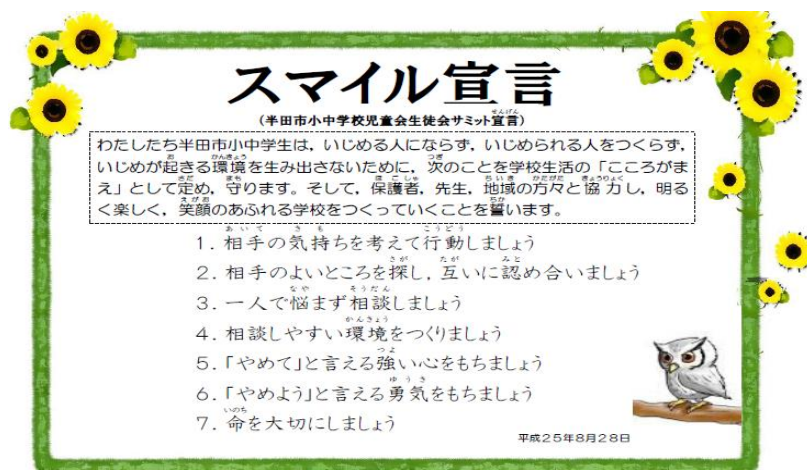 スマイル宣言
(半田市小中学校児童会生徒会サミット宣言)
わたしたち半田市小中学生は，いじめる人にならず，いじめられる人をつくらず，
いじめが起きる環境を生み出さないために，次のことを学校生活の「こころがま
え」として定め，守ります。そして，保護者，先生，地域の方々と協力し，明る
く楽しく，笑顔のあふれる学校をつくっていくことを誓います。
1．相手の気持ちを考えて行動しましょう
2．相手のよいところを探し，互いに認め合いましょう
3．一人で悩まず相談しましょう
4．相談しやすい環境をつくりましょう
5．「やめて」と言える強い心をもちましょう
6．「やめよう」と言える勇気をもちましょう
7．命を大切にしましょう
平成25年8月28日